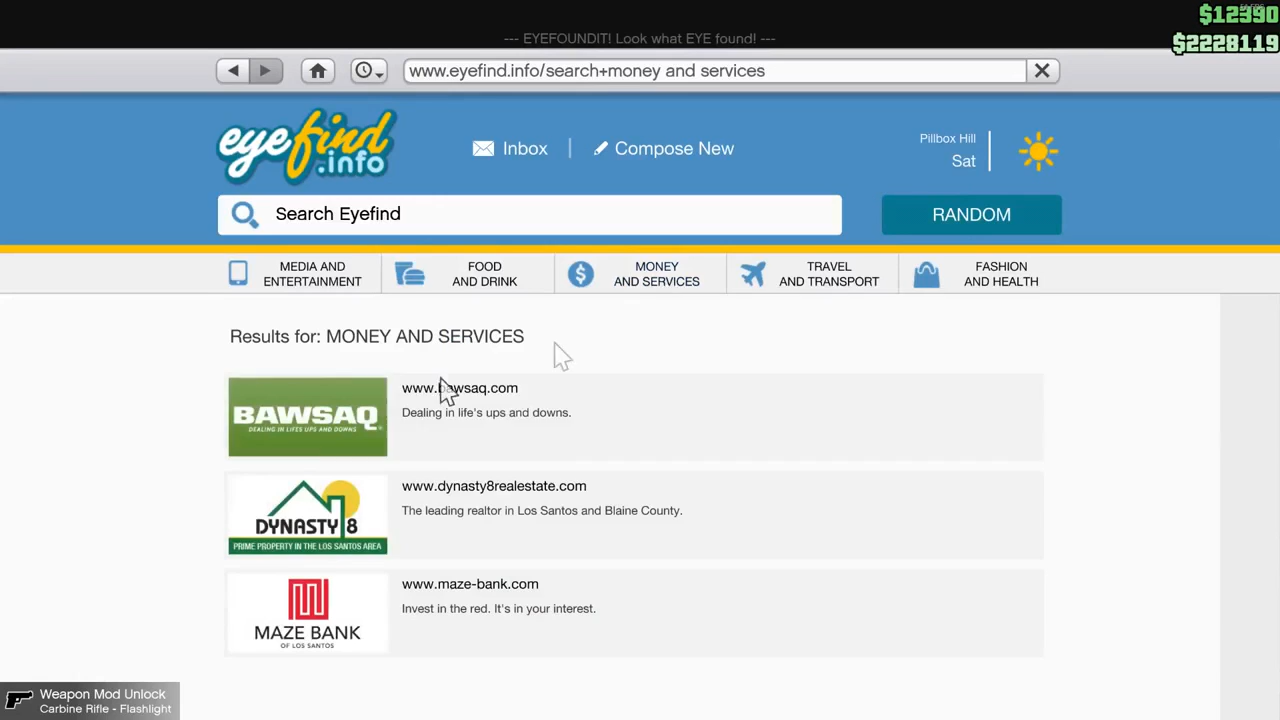 $12390
--- EYEFOUNDIT! Look what EYE found! ---
$2228119
www.eyefind.info/search+money and services
eyefind
.info
Inbox
Compose New
Pillbox Hill
Sat
Search Eyefind
RANDOM
MEDIA AND
ENTERTAINMENT
FOOD
AND DRINK
MONEY
AND SERVICES
TRAVEL
AND TRANSPORT
FASHION
AND HEALTH
Results for: MONEY AND SERVICES
BAWSAQ
DEALING IN LIFES UPS AND DOWNS
www.bawsaq.com
Dealing in life's ups and downs.
DYNASTY 8
PRIME PROPERTY IN THE LOS SANTOS AREA
www.dynasty8realestate.com
The leading realtor in Los Santos and Blaine County.
MAZE BANK
OF LOS SANTOS
www.maze-bank.com
Invest in the red. It's in your interest.
Weapon Mod Unlock
Carbine Rifle - Flashlight